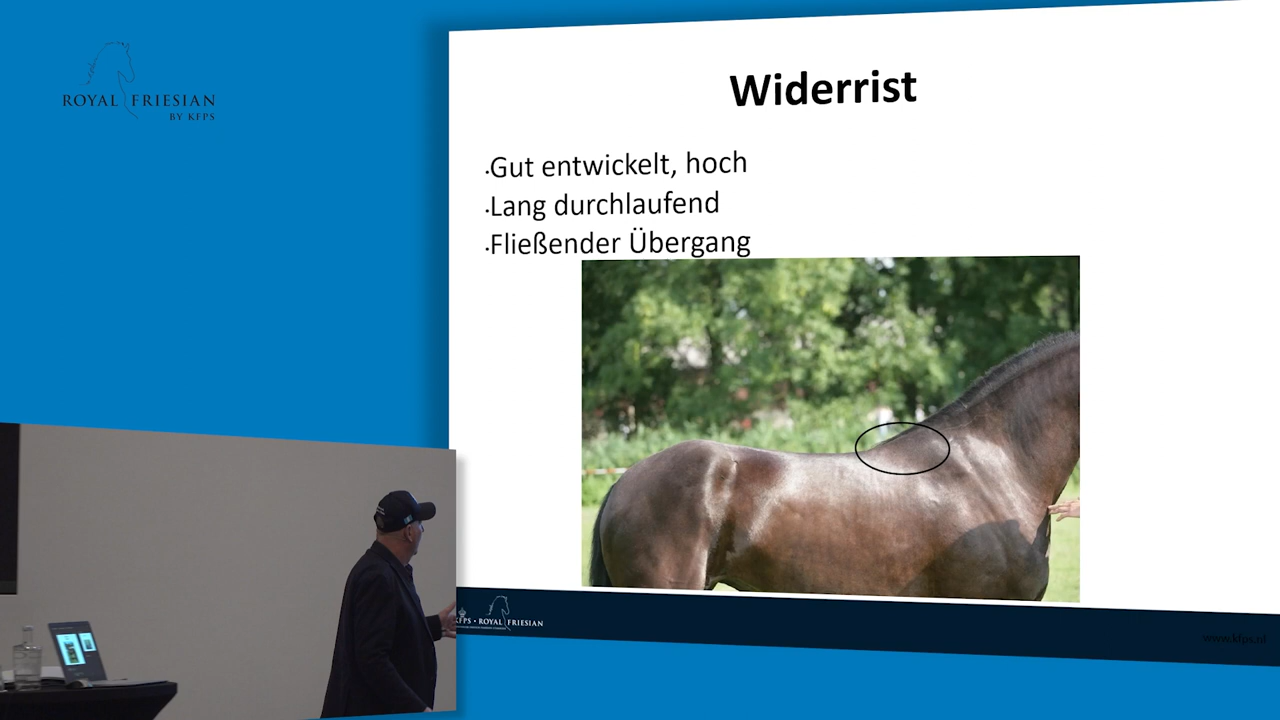 ROYAL FRIESIAN
BY KFPS
Widerrist
·Gut entwickelt, hoch
·Lang durchlaufend
·Fließender Übergang
KFPS • ROYAL FRIESIAN
www.kfps.nl